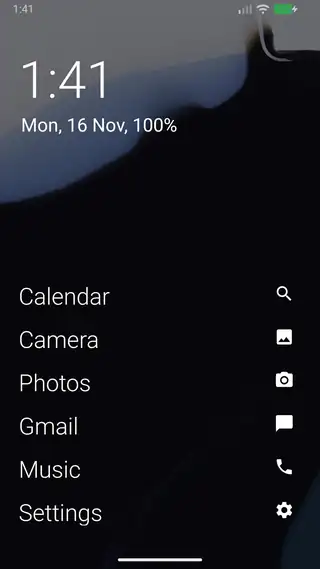 1:41
1:41
Mon, 16 Nov, 100%
Calendar
Camera
Photos
Gmail
Music
Settings